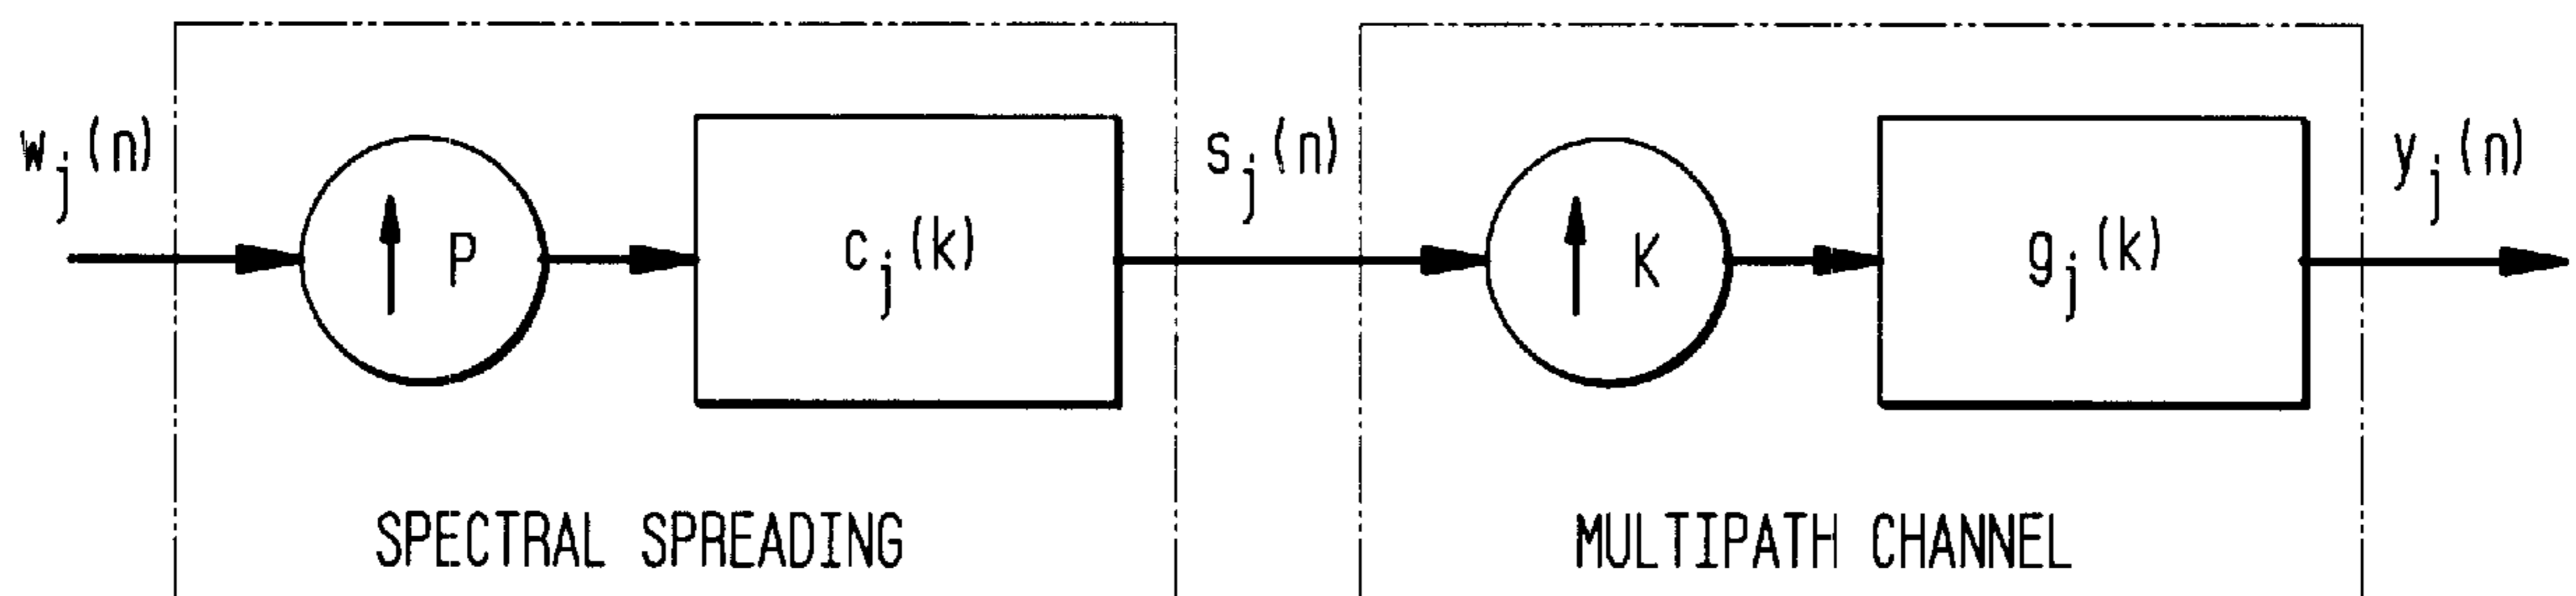 w_j(n)
↑ P
c_j(k)
s_j(n)
↑ K
g_j(k)
y_j(n)
SPECTRAL SPREADING
MULTIPATH CHANNEL